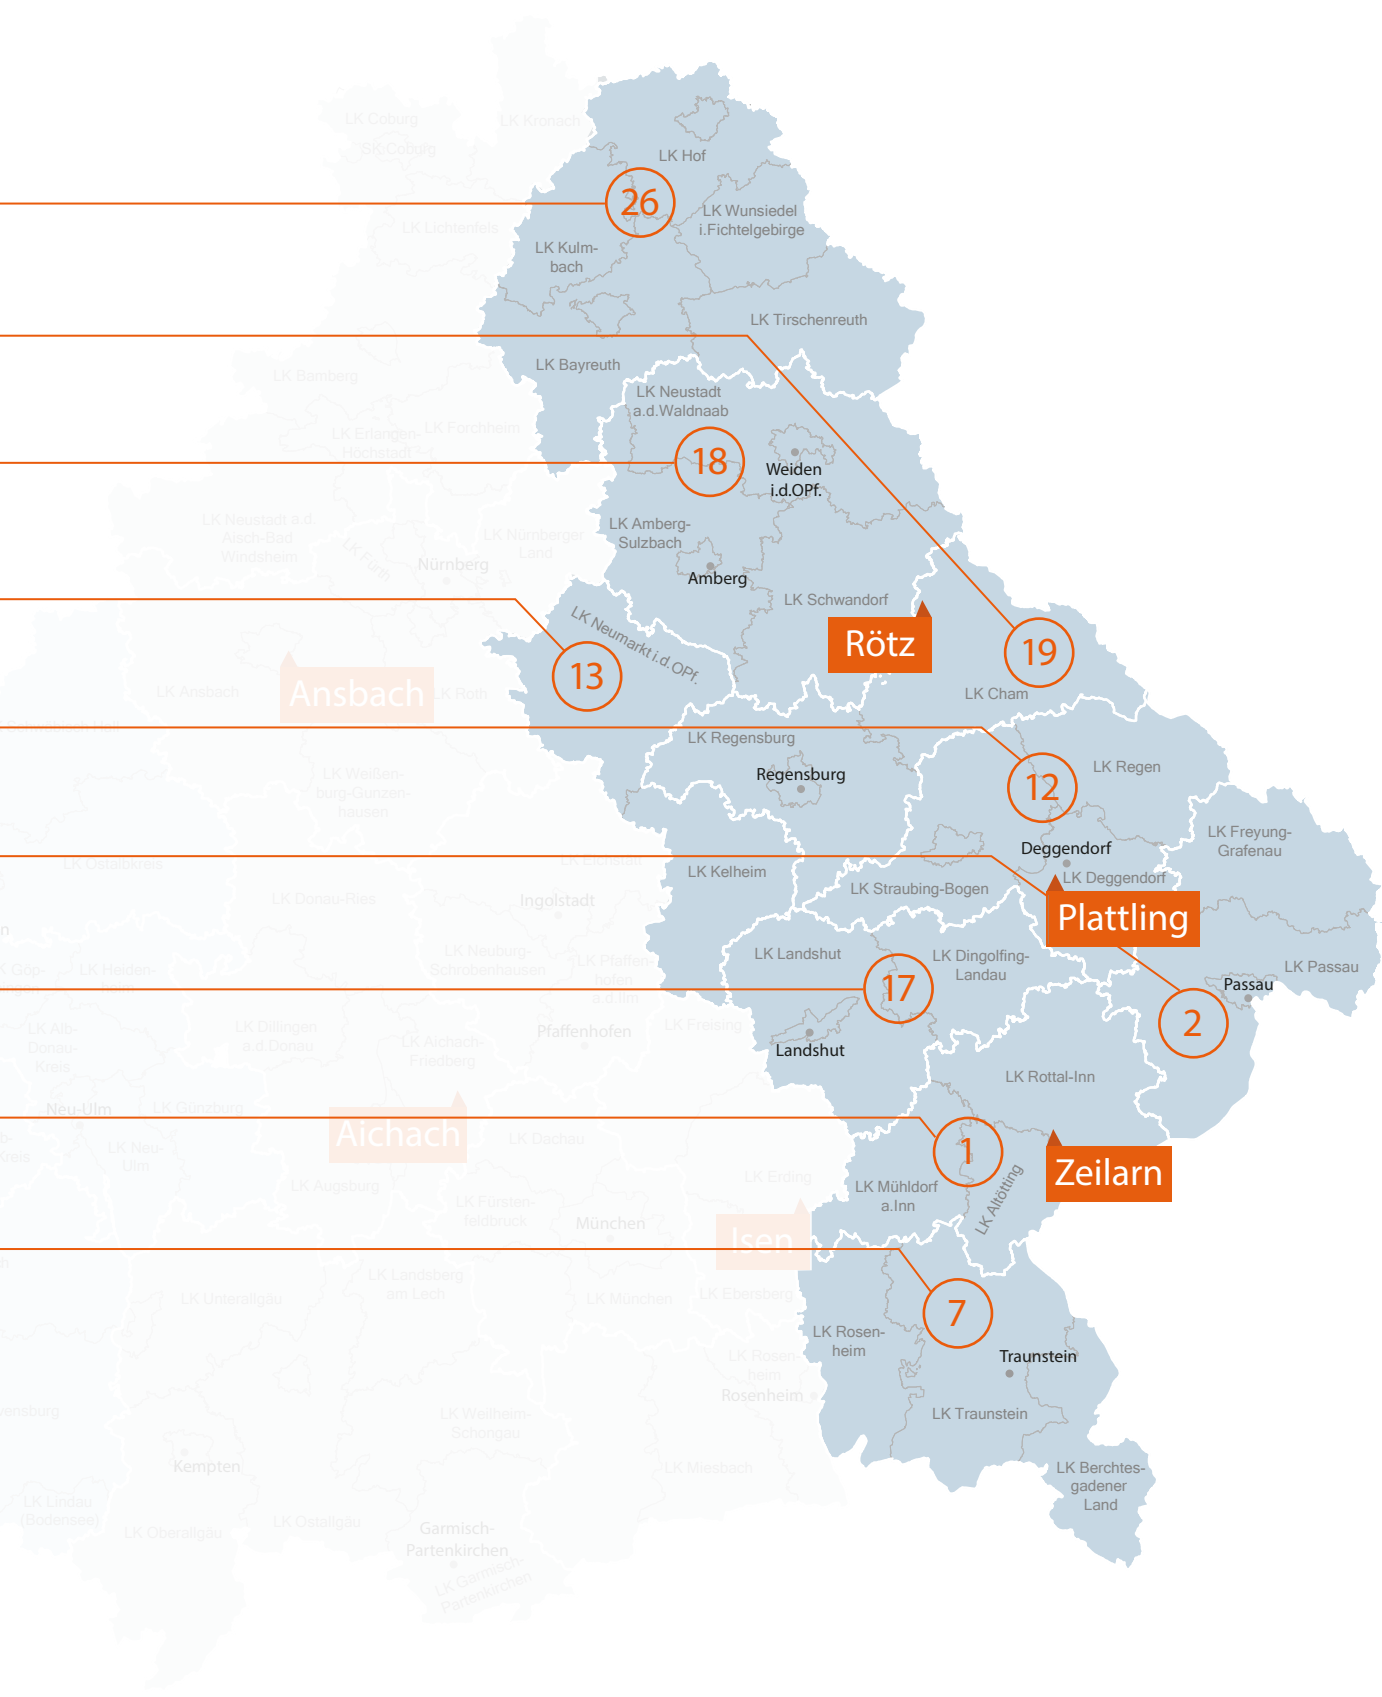 LK Coburg
LK Kronach
SK Coburg
LK Hof
26
LK Wunsiedel
i.Fichtelgebirge
LK Lichtenfels
LK Kulm-
bach
LK Tirschenreuth
LK Bayreuth
LK Bamberg
LK Neustadt
a.d.Waldnaab
LK Erlangen-
Höchstadt
LK Forchheim
18
Weiden
i.d.OPf.
LK Neustadt a.d
Aisch-Bad
Windsheim
LK Nürnberger
Land
LK Amberg-
Sulzbach
LK Fürth
Nürnberg
Amberg
LK Schwandorf
LK Neumarkt i.d.OPf.
Rötz
19
13
LK Ansbach
Ansbach
LK Roth
LK Cham
LK Regensburg
LK Regen
LK Weißen-
burg-Gunzen-
hausen
Regensburg
12
LK Freyung-
Grafenau
Deggendorf
LK Ostalbkreis
LK Eichstätt
LK Kelheim
LK Deggendorf
LK Straubing-Bogen
LK Donau-Ries
Ingolstadt
Plattling
n
LK Neuburg-
Schrobenhausen
LK Pfaffen-
hofen
a.d.Ilm
LK Landshut
LK Dingolfing-
Landau
LK Passau
LK Heiden-
heim
17
Passau
2
LK Alb-
Donau-
Kreis
LK Dillingen
a.d.Donau
LK Aichach-
Friedberg
Pfaffenhofen
LK Freising
Landshut
LK Rottal-Inn
Neu-Ulm
LK Günzburg
Aichach
LK Dachau
1
LK Neu-
Ulm
Zeilarn
LK Augsburg
LK Erding
LK Mühldorf
a.Inn
LK Altötting
LK Fürsten-
feldbruck
München
Isen
LK Landsberg
am Lech
LK Unterallgäu
LK München
LK Ebersberg
7
LK Rosen-
heim
Traunstein
LK Rosen-
heim
Rosenheim
LK Traunstein
LK Weilheim-
Schongau
Kempten
LK Miesbach
LK Berchtes-
gadener
Land
LK Lindau
(Bodensee)
LK Oberallgäu
LK Ostallgäu
Garmisch-
Partenkirchen
LK Garmisch-
Partenkirchen